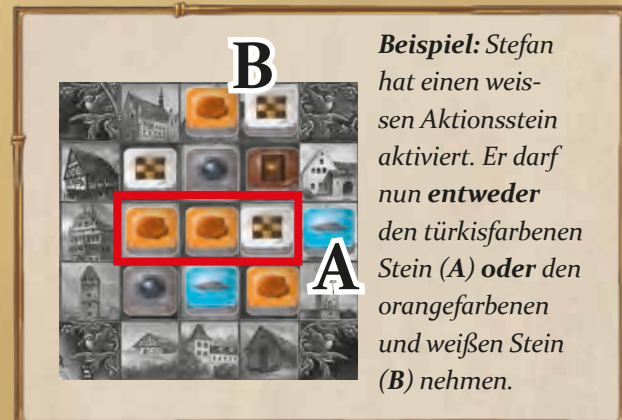 B
A
Beispiel: Stefan
hat einen weis-
sen Aktionsstein
aktiviert. Er darf
nun entweder
den türkisfarbenen
Stein (A) oder den
orangefarbenen
und weißen Stein
(B) nehmen.